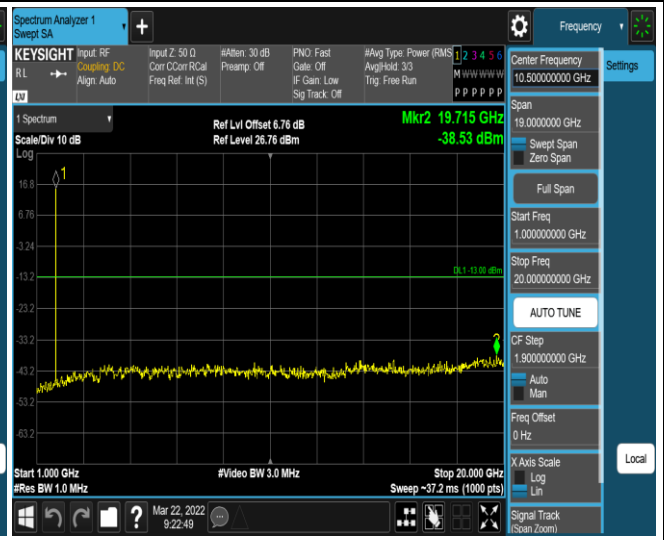 Spectrum Analyzer 1
Swept SA
Frequency
KEYSIGHT
RL
Input: RF
Coupling: DC
Align: Auto
Input Z: 50 Ω
Corr CCorr RCal
Freq Ref: Int (S)
#Atten: 30 dB
Preamp: Off
PNO: Fast
Gate: Off
IF Gain: Low
Sig Track: Off
#Avg Type: Power (RMS
Avg|Hold: 3/3
Trig: Free Run
1 2 3 4 5 6
M W W W W W
P P P P P P
LXI
1 Spectrum
Scale/Div 10 dB
Log
Ref Lvl Offset 6.76 dB
Ref Level 26.76 dBm
Mkr2 19.715 GHz
-38.53 dBm
1
16.8
6.76
-3.24
-13.2
DL1 -13.00 dBm
-23.2
-33.2
2
-43.2
-53.2
-63.2
Start 1.000 GHz
#Res BW 1.0 MHz
#Video BW 3.0 MHz
Stop 20.000 GHz
Sweep ~37.2 ms (1000 pts)
?
Mar 22, 2022
9:22:49
Center Frequency
10.500000000 GHz
Settings
Span
19.0000000 GHz
Swept Span
Zero Span
Full Span
Start Freq
1.000000000 GHz
Stop Freq
20.000000000 GHz
AUTO TUNE
CF Step
1.900000000 GHz
Auto
Man
Freq Offset
0 Hz
X Axis Scale
Log
Lin
Local
Signal Track
(Span Zoom)